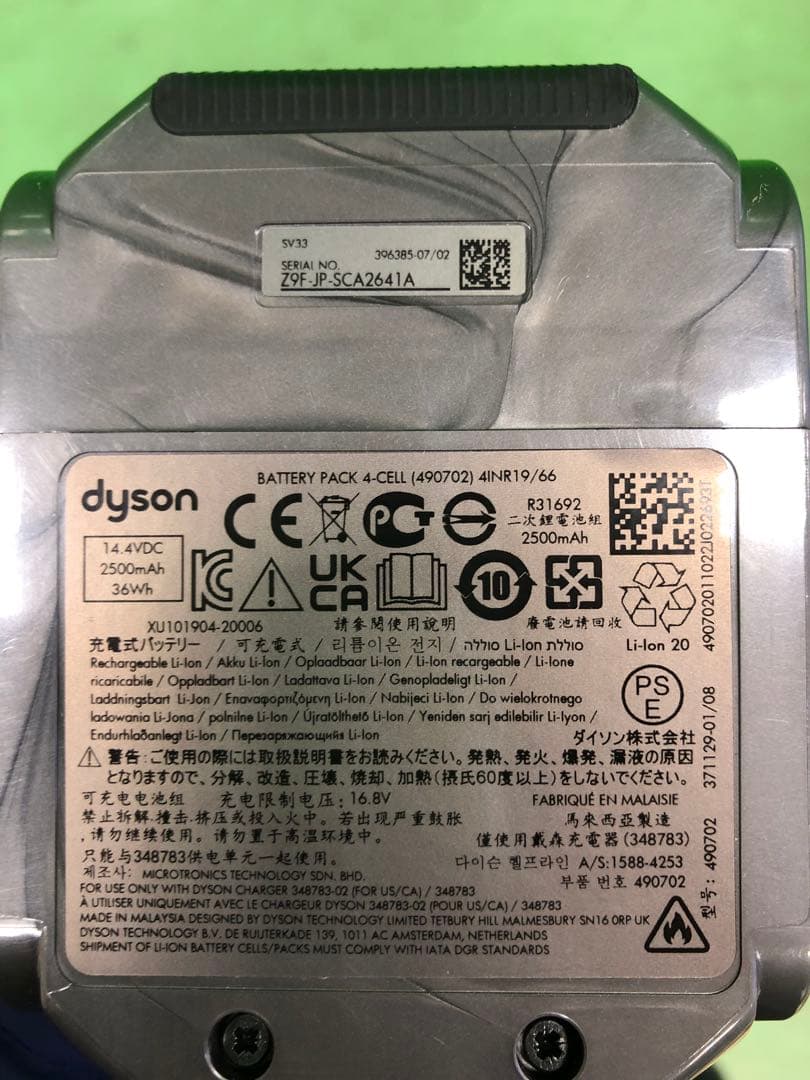 SV33
396385-07/02
SERIAL NO.
Z9F-JP-SCA2641A
BATTERY PACK 4-CELL (490702) 4INR19/66
dyson
CE
R31692
二次鋰電池組
2500mAh
14.4VDC
2500mAh
36Wh
UK
CA
10
XU101904-20006
請參閱使用說明
廢電池請回收
Li-Ion 20
充電式バッテリー / 可充電式 / 리튬이온 전지 / סוללה Li-Ion סוללת
Rechargeable Li-Ion / Akku Li-Ion / Oplaadbaar Li-Ion / Li-Ion recargeable / Li-Ione
ricaricabile / Oppladbart Li-Ion / Ladattava Li-Ion / Genopladeligt Li-Ion /
Laddningsbart Li-Jon / Επαναφορτιζόμενη Li-Ion / Nabíjecí Li-Ion / Do wielokrotnego
ładowania Li-Jona / polnilne Li-Ion / Újratölthető Li-Ion / Yeniden sarj edilebilir Li-Iyon /
Endurhlaðanlegt Li-Ion / Перезаряжающийся Li-Ion
PS
E
ダイソン株式会社
警告:ご使用の際には取扱説明書をお読みください。発熱、発火、爆発、漏液の原因
となりますので、分解、改造、圧壊、焼却、加熱(摂氏60度以上)をしないでください。
可充电电池组 充电限制电压:16.8V
FABRIQUÉ EN MALAISIE
禁止拆解,撞击,挤压或投入火中。若出现严重鼓胀
馬來西亞製造
,请勿继续使用。请勿置于高温环境中。
僅使用戴森充電器(348783)
只能与348783供电单元一起使用。
다이슨 헬프라인 A/S:1588-4253
제조사: MICROTRONICS TECHNOLOGY SDN. BHD.
부품 번호 490702
FOR USE ONLY WITH DYSON CHARGER 348783-02 (FOR US/CA) / 348783
À UTILISER UNIQUEMENT AVEC LE CHARGEUR DYSON 348783-02 (POUR US/CA) / 348783
MADE IN MALAYSIA DESIGNED BY DYSON TECHNOLOGY LIMITED TETBURY HILL MALMESBURY SN16 0RP UK
DYSON TECHNOLOGY B.V. DE RUIJTERKADE 139, 1011 AC AMSTERDAM, NETHERLANDS
SHIPMENT OF LI-ION BATTERY CELLS/PACKS MUST COMPLY WITH IATA DGR STANDARDS
型号: 490702 371129-01/08